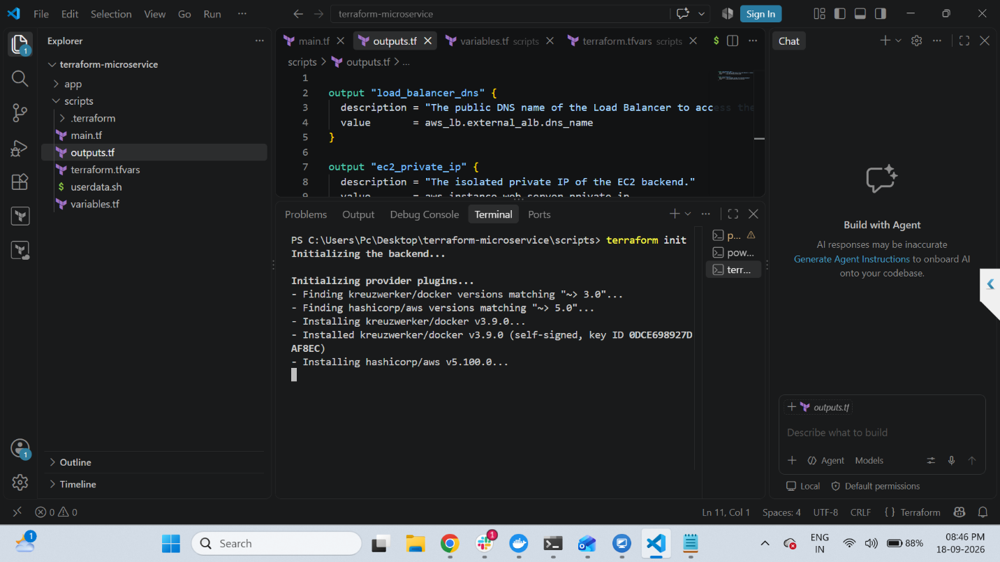 File Edit Selection View Go Run ···
terraform-microservice
Sign In
Explorer
1
terraform-microservice
app
scripts
.terraform
main.tf
outputs.tf
terraform.tfvars
$ userdata.sh
variables.tf
Outline
Timeline
1
main.tf
outputs.tf
variables.tf scripts
terraform.tfvars scripts
$
scripts > outputs.tf > ...
1
2 output "load_balancer_dns" {
3 description = "The public DNS name of the Load Balancer to access the
4 value = aws_lb.external_alb.dns_name
5 }
6
7 output "ec2_private_ip" {
8 description = "The isolated private IP of the EC2 backend."
9 value = aws_instance.web_server.private_ip
Problems Output Debug Console Terminal Ports
PS C:\Users\Pc\Desktop\terraform-microservice\scripts> terraform init
Initializing the backend...
Initializing provider plugins...
- Finding kreuzwerker/docker versions matching "~> 3.0"...
- Finding hashicorp/aws versions matching "~> 5.0"...
- Installing kreuzwerker/docker v3.9.0...
- Installed kreuzwerker/docker v3.9.0 (self-signed, key ID 0DCE698927D
AF8EC)
- Installing hashicorp/aws v5.100.0...
p...
pow...
terr...
Chat
Build with Agent
AI responses may be inaccurate
Generate Agent Instructions to onboard AI
onto your codebase.
outputs.tf
Describe what to build
Agent Models
Local Default permissions
0 0
Ln 11, Col 1 Spaces: 4 UTF-8 CRLF { } Terraform
1
Search
1
ENG
IN
88%
08:46 PM
18-09-2026